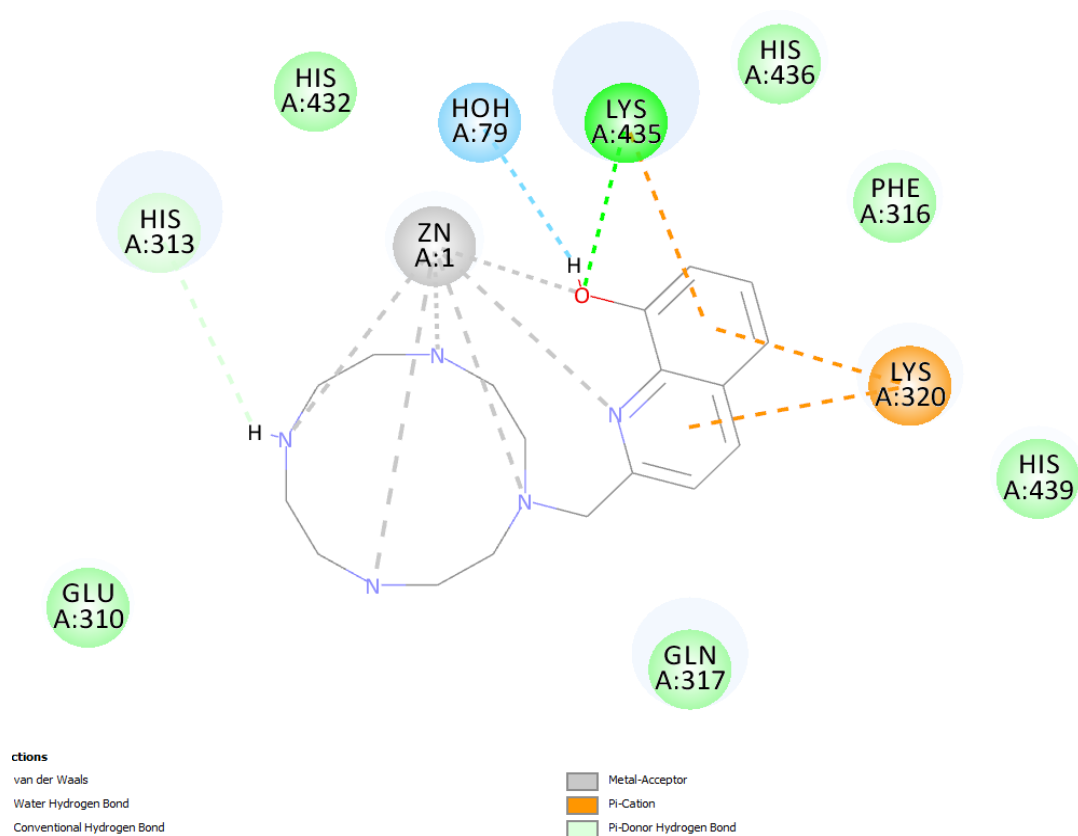 HIS
A:436
HIS
A:432
HOH
A:79
LYS
A:435
PHE
A:316
HIS
A:313
ZN
A:1
H
O
N
LYS
A:320
N
H
N
HIS
A:439
N
N
GLU
A:310
GLN
A:317
ctions
van der Waals
Water Hydrogen Bond
Conventional Hydrogen Bond
Metal-Acceptor
Pi-Cation
Pi-Donor Hydrogen Bond